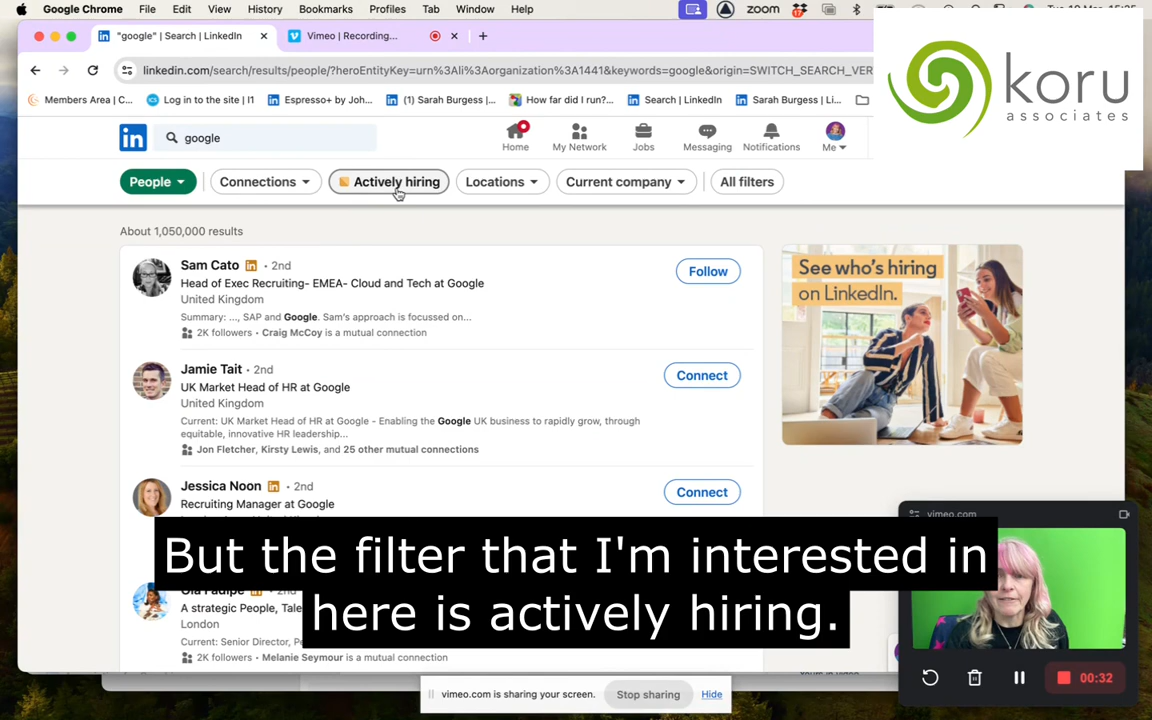 Google Chrome File Edit View History Bookmarks Profiles Tab Window Help
zoom
17
"google" | Search | LinkedIn
Vimeo | Recording...
linkedin.com/search/results/people/?heroEntityKey=urn%3Ali%3Aorganization%3A1441&keywords=google&origin=SWITCH_SEARCH_VER
Members Area | C...
Log in to the site | I1
Espresso+ by Joh...
(1) Sarah Burgess |...
How far did I run?...
Search | LinkedIn
Sarah Burgess | Li...
koru
associates
google
Home
My Network
Jobs
Messaging
Notifications
Me
People
Connections
Actively hiring
Locations
Current company
All filters
About 1,050,000 results
Sam Cato • 2nd
Head of Exec Recruiting- EMEA- Cloud and Tech at Google
United Kingdom
Summary: ..., SAP and Google. Sam's approach is focussed on...
2K followers • Craig McCoy is a mutual connection
Follow
Jamie Tait • 2nd
UK Market Head of HR at Google
United Kingdom
Current: UK Market Head of HR at Google - Enabling the Google UK business to rapidly grow, through
equitable, innovative HR leadership...
Jon Fletcher, Kirsty Lewis, and 25 other mutual connections
Connect
Jessica Noon • 2nd
Recruiting Manager at Google
Connect
See who's hiring
on LinkedIn.
But the filter that I'm interested in
here is actively hiring.
A strategic People, Tale
London
Current: Senior Director, Pe
2K followers • Melanie Seymour is a mutual connection
vimeo.com
00:32
vimeo.com is sharing your screen.
Stop sharing
Hide